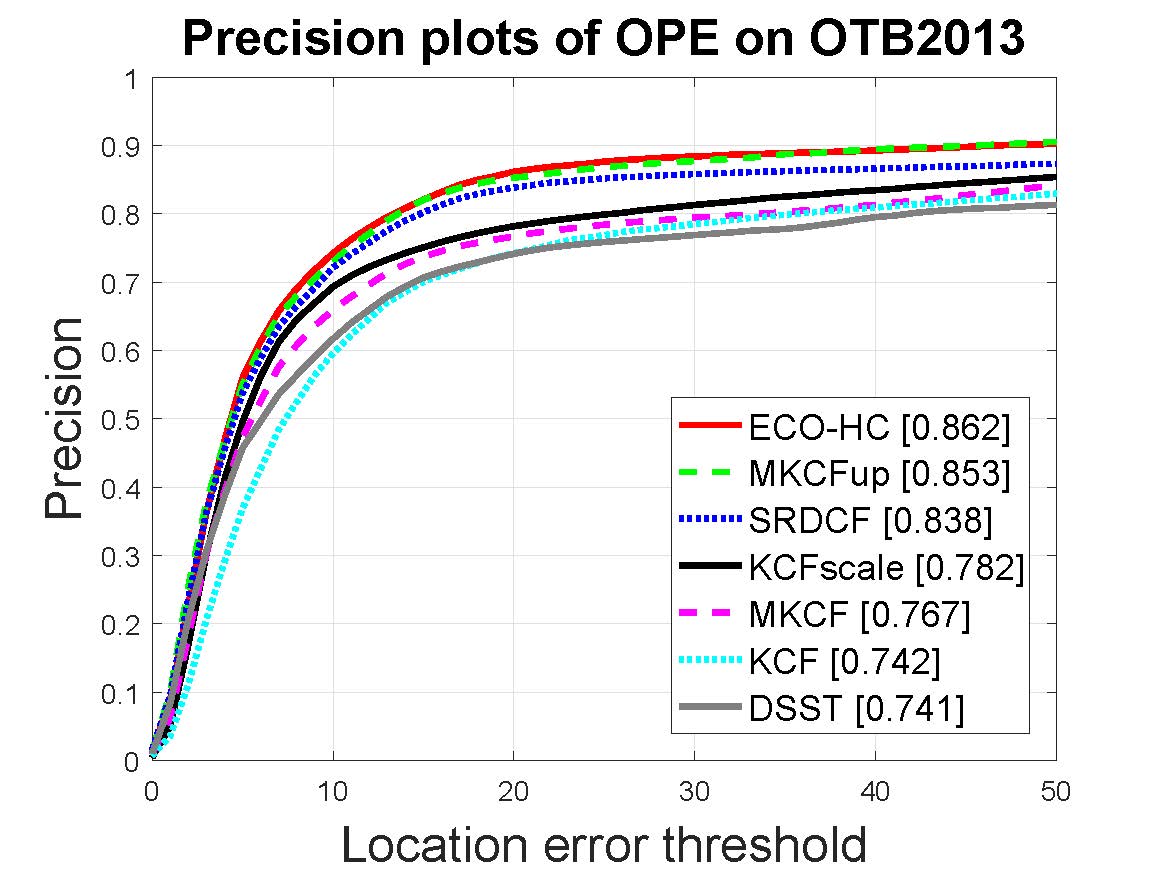 Precision plots of OPE on OTB2013
1
0.9
0.8
0.7
0.6
0.5
0.4
0.3
0.2
0.1
0
Precision
ECO-HC [0.862]
MKCFup [0.853]
SRDCF [0.838]
KCFscale [0.782]
MKCF [0.767]
KCF [0.742]
DSST [0.741]
0 10 20 30 40 50
Location error threshold